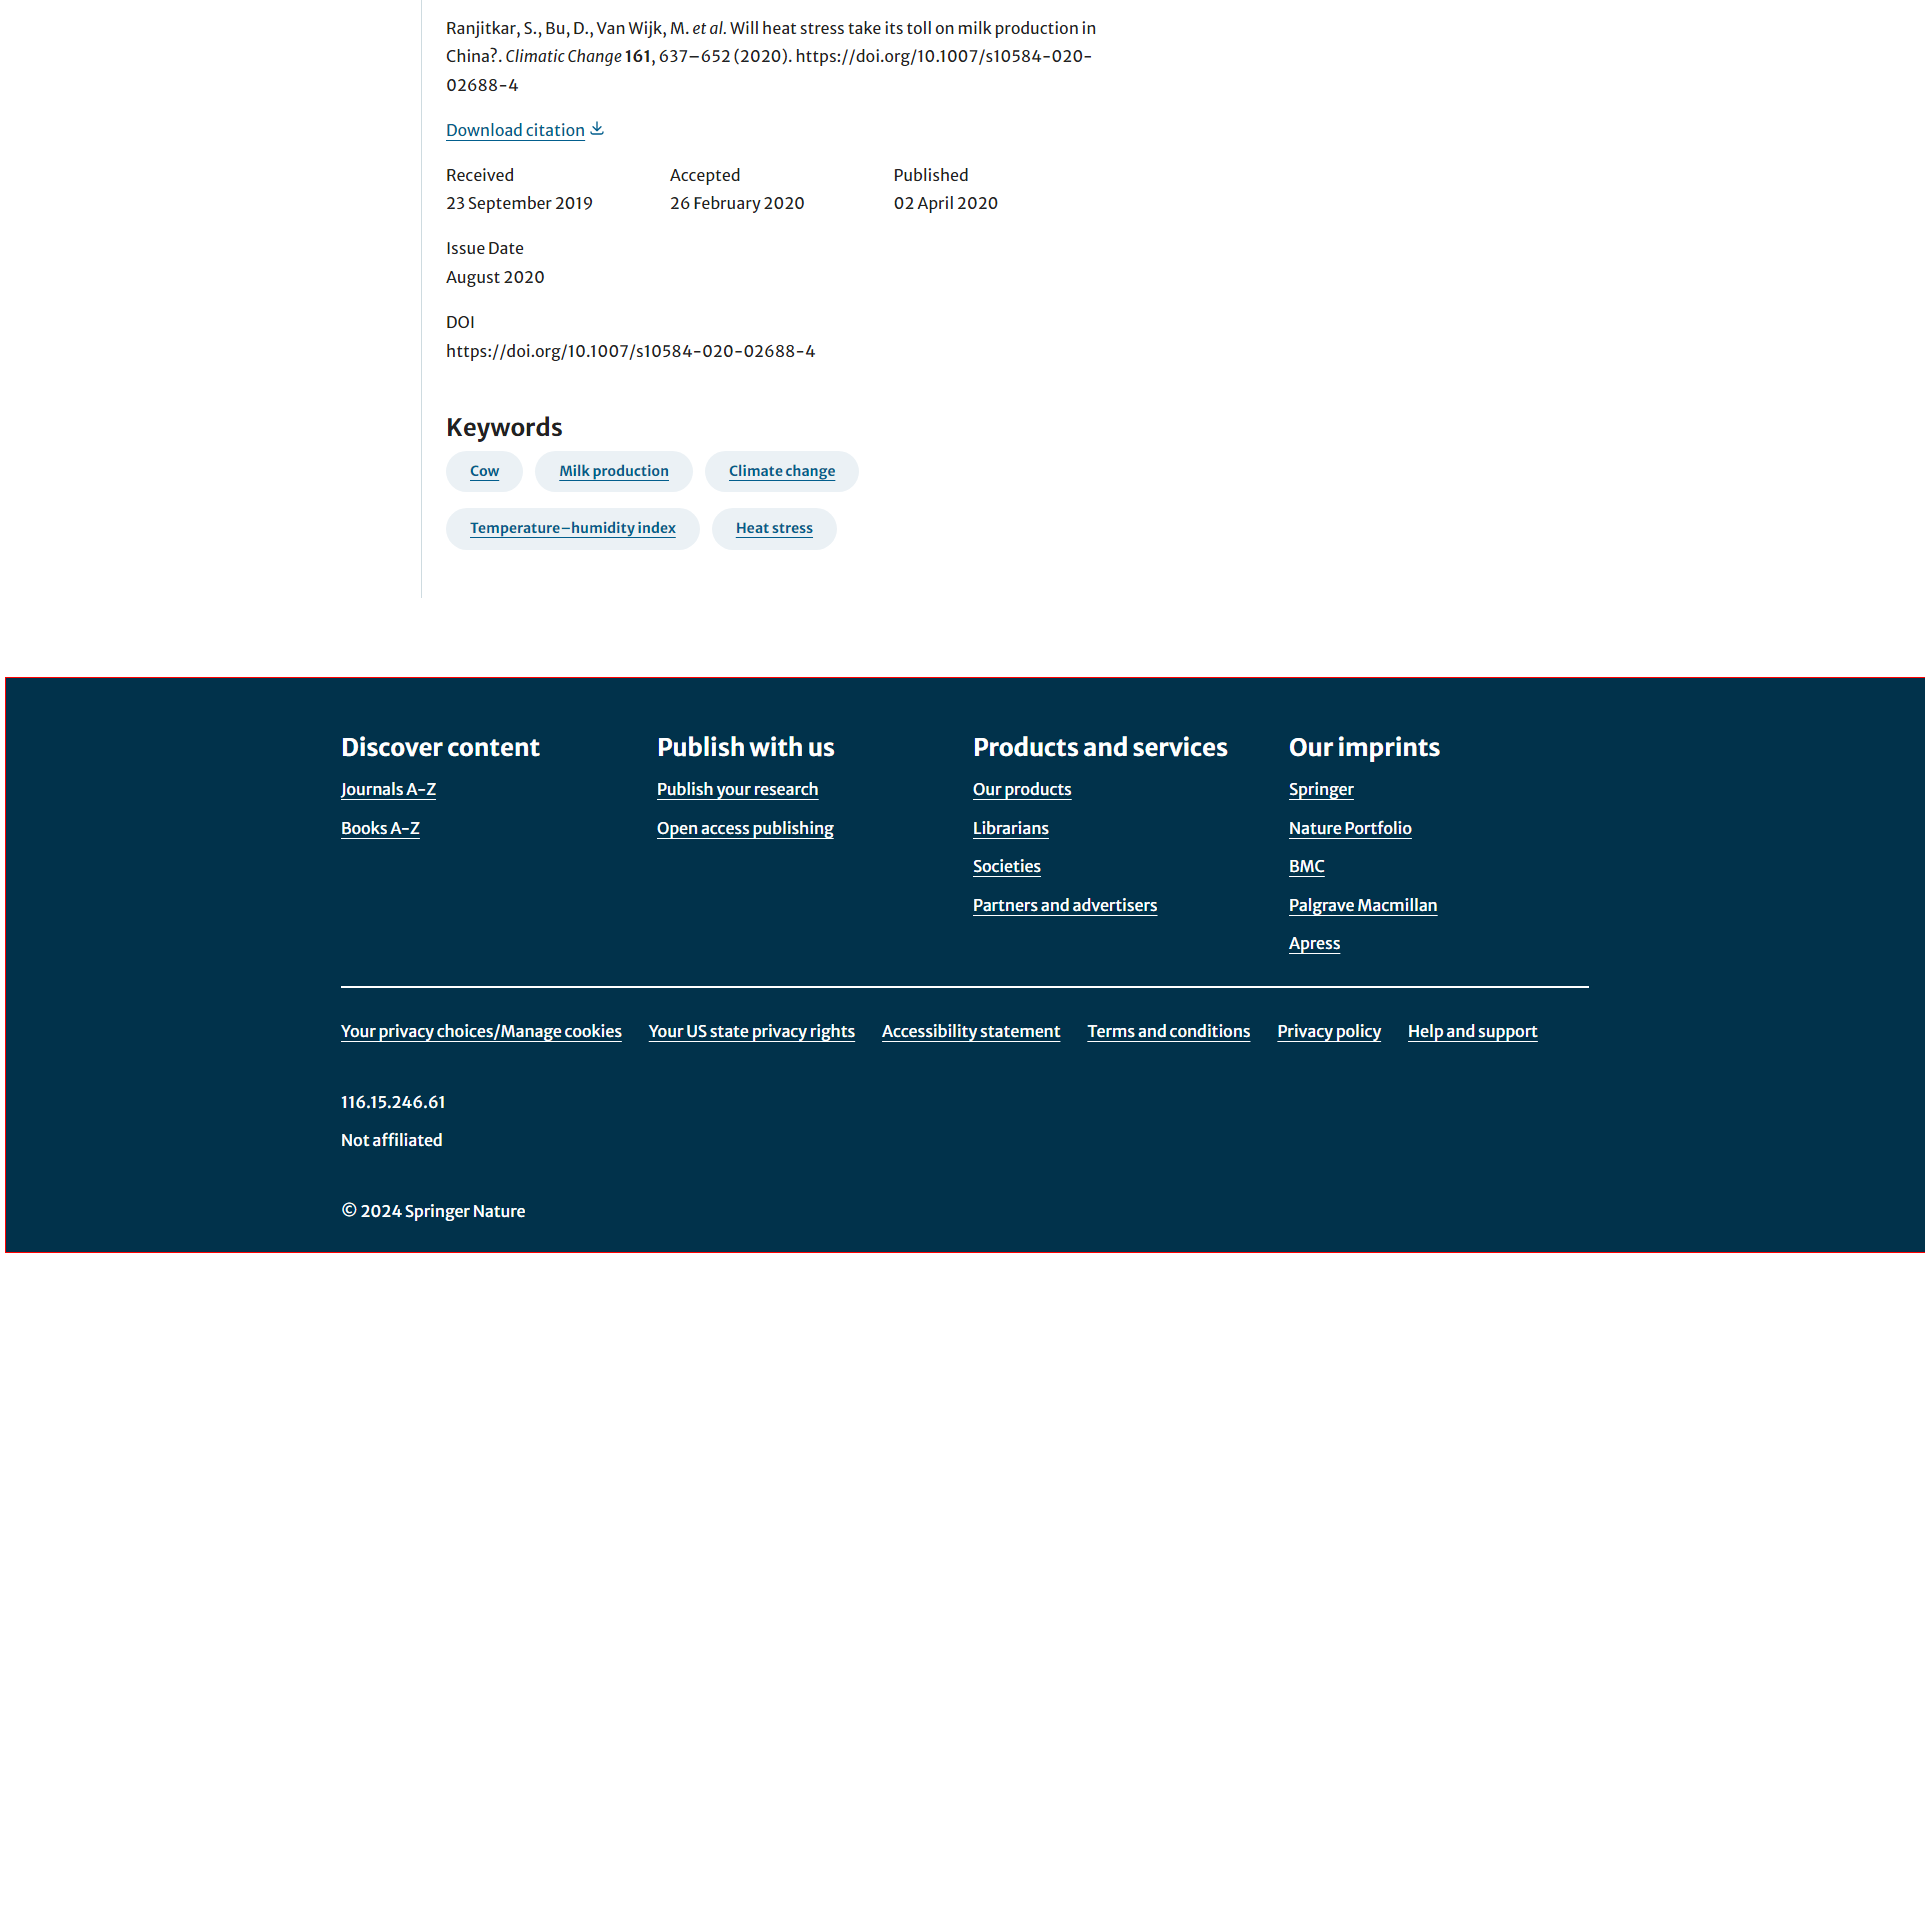 Ranjitkar, S., Bu, D., Van Wijk, M. et al. Will heat stress take its toll on milk production in
China?. Climatic Change 161, 637–652 (2020). https://doi.org/10.1007/s10584-020-
02688-4
Download citation
Received Accepted Published
23 September 2019 26 February 2020 02 April 2020
Issue Date
August 2020
DOI
https://doi.org/10.1007/s10584-020-02688-4
Keywords
Cow Milk production Climate change
Temperature–humidity index Heat stress
Discover content
Journals A-Z
Books A-Z
Publish with us
Publish your research
Open access publishing
Products and services
Our products
Librarians
Societies
Partners and advertisers
Our imprints
Springer
Nature Portfolio
BMC
Palgrave Macmillan
Apress
Your privacy choices/Manage cookies Your US state privacy rights Accessibility statement Terms and conditions Privacy policy Help and support
116.15.246.61
Not affiliated
© 2024 Springer Nature